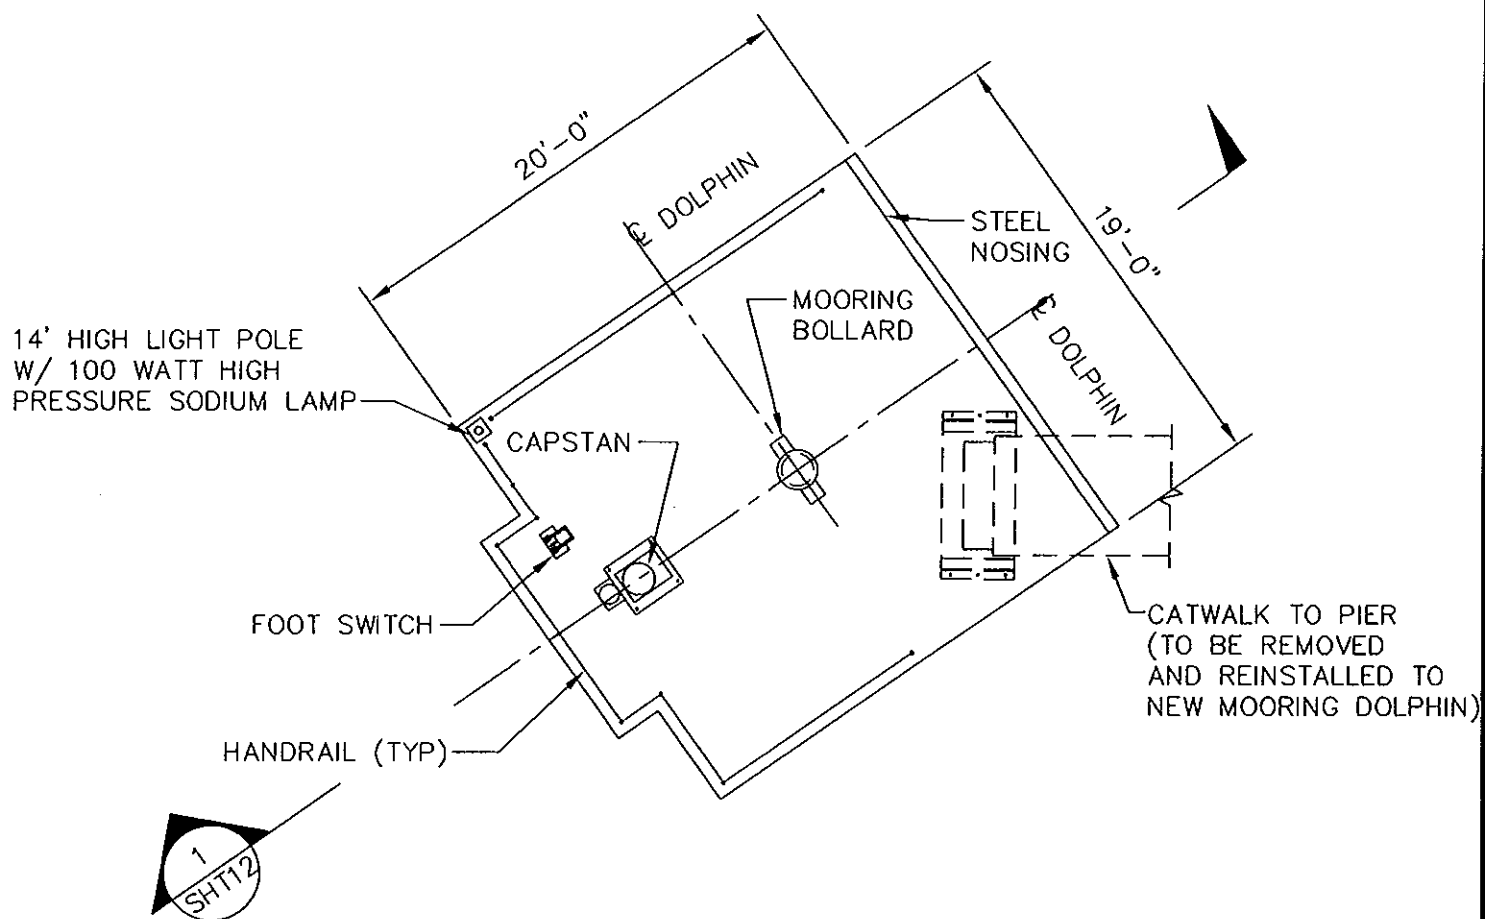 20'-0"
℄ DOLPHIN
STEEL
NOSING
19'-0"
MOORING
BOLLARD
℄ DOLPHIN
14' HIGH LIGHT POLE
W/ 100 WATT HIGH
PRESSURE SODIUM LAMP
CAPSTAN
FOOT SWITCH
CATWALK TO PIER
(TO BE REMOVED
AND REINSTALLED TO
NEW MOORING DOLPHIN)
HANDRAIL (TYP)
1
SHT12